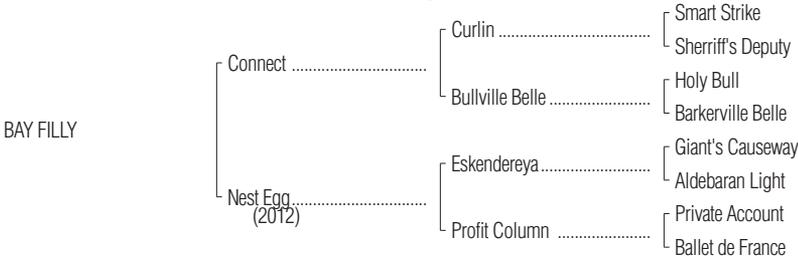 Smart Strike
Curlin
Sherriff's Deputy
Connect
Holy Bull
Bullville Belle
Barkerville Belle
BAY FILLY
Giant's Causeway
Eskendereya
Aldebaran Light
Nest Egg
(2012)
Private Account
Profit Column
Ballet de France